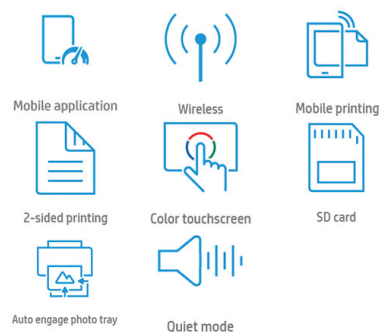 Mobile application
Wireless
Mobile printing
2-sided printing
Color touchscreen
SD card
Auto engage photo tray
Quiet mode